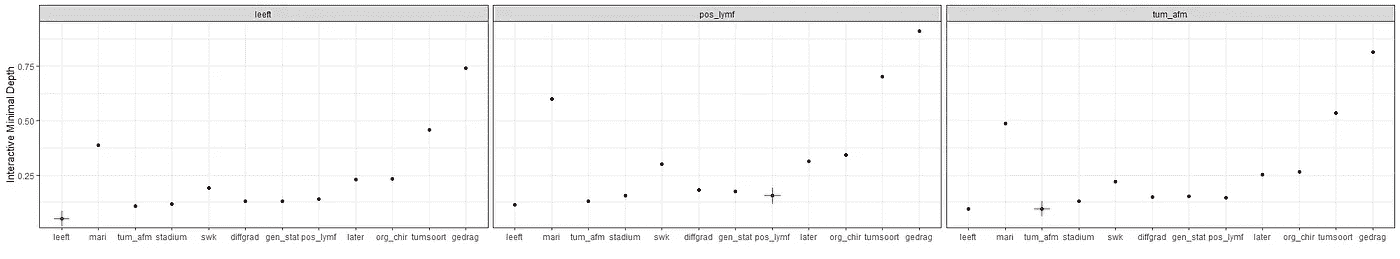 leeft
pos_lymf
tum_afm
Interactive Minimal Depth
0.75
0.50
0.25
leeft mari tum_afm stadium swk diffgrad gen_stat pos_lymf later org_chir tumsoort gedrag
leeft mari tum_afm stadium swk diffgrad gen_stat pos_lymf later org_chir tumsoort gedrag
leeft mari tum_afm stadium swk diffgrad gen_stat pos_lymf later org_chir tumsoort gedrag